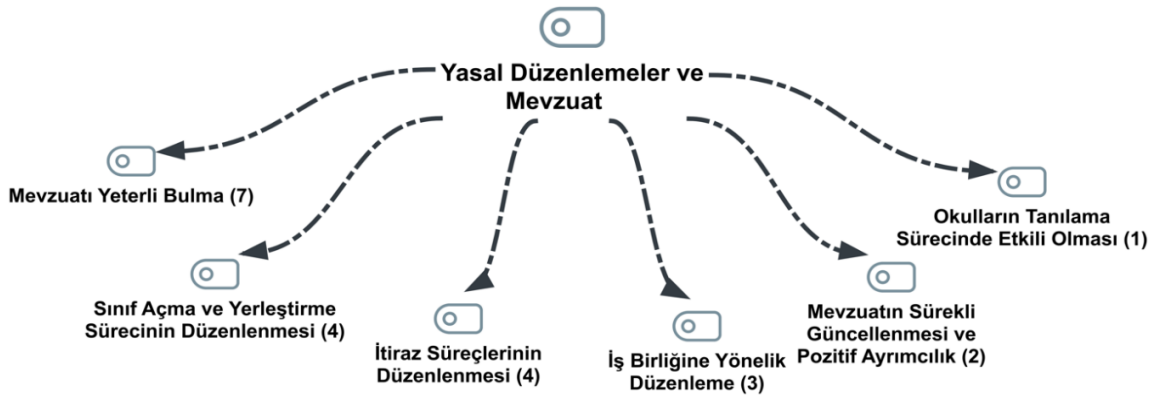 Yasal Düzenlemeler ve
Mevzuat
Mevzuatı Yeterli Bulma (7)
Sınıf Açma ve Yerleştirme
Sürecinin Düzenlenmesi (4)
İtiraz Süreçlerinin
Düzenlenmesi (4)
İş Birliğine Yönelik
Düzenleme (3)
Mevzuatın Sürekli
Güncellenmesi ve
Pozitif Ayrımcılık (2)
Okulların Tanılama
Sürecinde Etkili Olması (1)